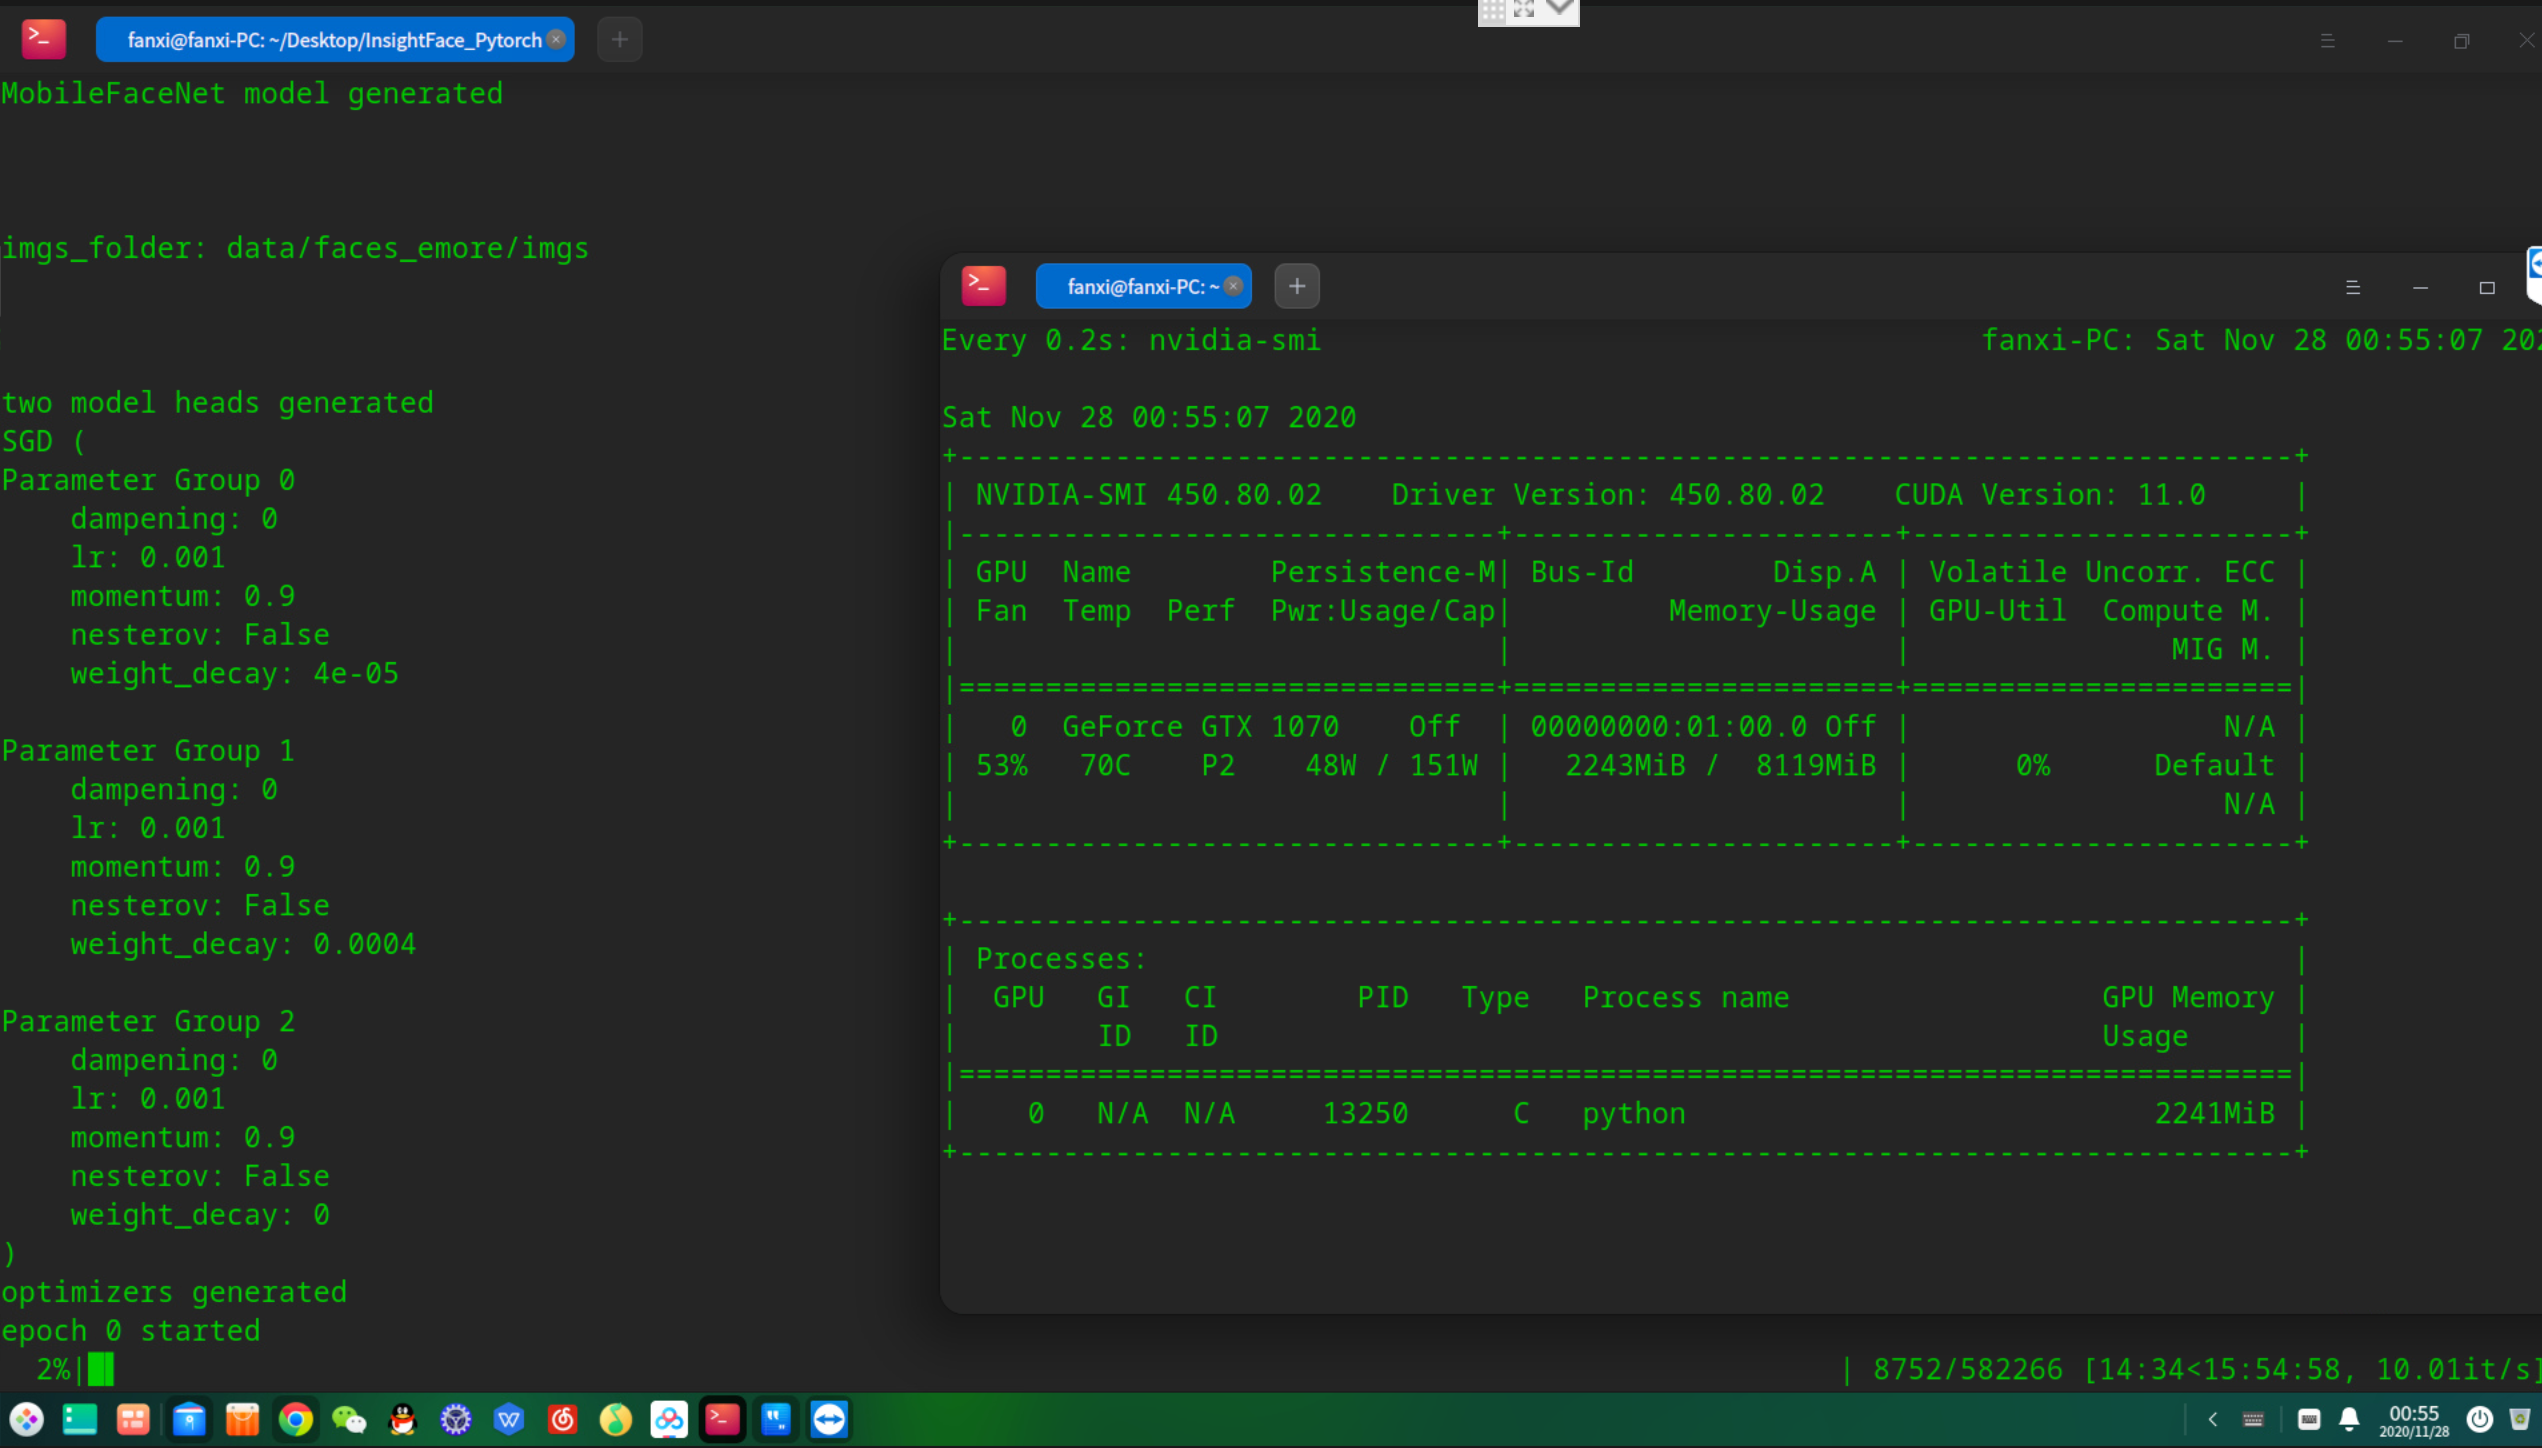 fanxi@fanxi-PC: ~/Desktop/InsightFace_Pytorch
MobileFaceNet model generated
imgs_folder: data/faces_emore/imgs
two model heads generated
SGD (
Parameter Group 0
    dampening: 0
    lr: 0.001
    momentum: 0.9
    nesterov: False
    weight_decay: 4e-05
Parameter Group 1
    dampening: 0
    lr: 0.001
    momentum: 0.9
    nesterov: False
    weight_decay: 0.0004
Parameter Group 2
    dampening: 0
    lr: 0.001
    momentum: 0.9
    nesterov: False
    weight_decay: 0
)
optimizers generated
epoch 0 started
  2%| | 8752/582266 [14:34<15:54:58, 10.01it/s]
fanxi@fanxi-PC: ~
Every 0.2s: nvidia-smi fanxi-PC: Sat Nov 28 00:55:07
Sat Nov 28 00:55:07 2020
+-----------------------------------------------------------------------------+
| NVIDIA-SMI 450.80.02    Driver Version: 450.80.02    CUDA Version: 11.0     |
|-------------------------------+----------------------+----------------------+
| GPU  Name        Persistence-M| Bus-Id        Disp.A | Volatile Uncorr. ECC |
| Fan  Temp  Perf  Pwr:Usage/Cap|         Memory-Usage | GPU-Util  Compute M. |
|                               |                      |               MIG M. |
|===============================+======================+======================|
|   0  GeForce GTX 1070    Off  | 00000000:01:00.0 Off |                  N/A |
| 53%   70C    P2    48W / 151W |   2243MiB /  8119MiB |      0%      Default |
|                               |                      |                  N/A |
+-------------------------------+----------------------+----------------------+
+-----------------------------------------------------------------------------+
| Processes:                                                                  |
|  GPU   GI   CI        PID   Type   Process name                  GPU Memory |
|        ID   ID                                                   Usage      |
|=============================================================================|
|    0   N/A  N/A     13250      C   python                           2241MiB |
+-----------------------------------------------------------------------------+
00:55
2020/11/28